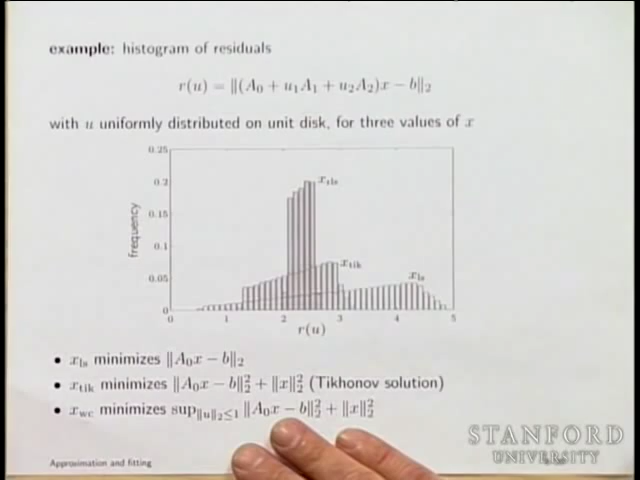 example: histogram of residuals
r(u) = ‖(A₀ + u₁A₁ + u₂A₂)x − b‖₂
with u uniformly distributed on unit disk, for three values of x
0.25
0.2
0.15
0.1
0.05
0
frequency
x_rls
x_tik
x_ls
0 1 2 3 4 5
r(u)
• x_ls minimizes ‖A₀x − b‖₂
• x_tik minimizes ‖A₀x − b‖₂² + ‖x‖₂² (Tikhonov solution)
• x_wc minimizes sup_‖u‖₂≤1 ‖A₀x − b‖₂² + ‖x‖₂²
Approximation and fitting
STANFORD
UNIVERSITY